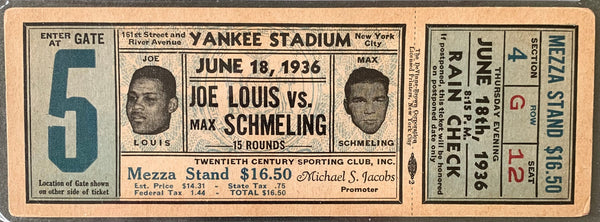 ENTER AT GATE
5
Location of Gate shown
on other side of ticket
161st Street and
River Avenue
YANKEE STADIUM
New York
City
JUNE 18, 1936
JOE
LOUIS
JOE LOUIS vs.
MAX SCHMELING
15 ROUNDS
MAX
SCHMELING
TWENTIETH CENTURY SPORTING CLUB, INC.
Mezza Stand $16.50
Est. Price - $14.31 - State Tax .75
Federal Tax - 1.44 - Total $16.50
Michael S. Jacobs
Promoter
If postponed, this ticket will be honored
on postponed date only
RAIN CHECK
JUNE 18th, 1936
8:15 P.M.
THURSDAY EVENING
SECTION
4
ROW
G
SEAT
12
MEZZA STAND $16.50